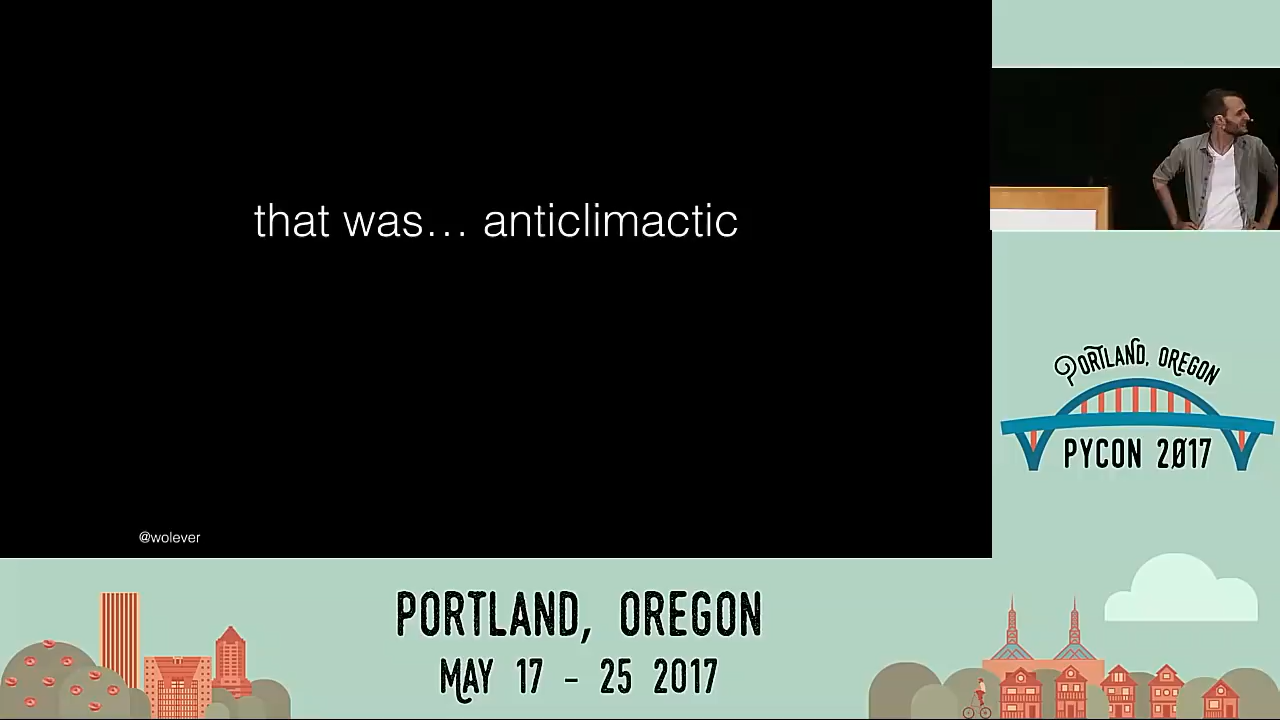 that was... anticlimactic
@wolever
PORTLAND, OREGON
PYCON 2017
PORTLAND, OREGON
MAY 17 - 25 2017